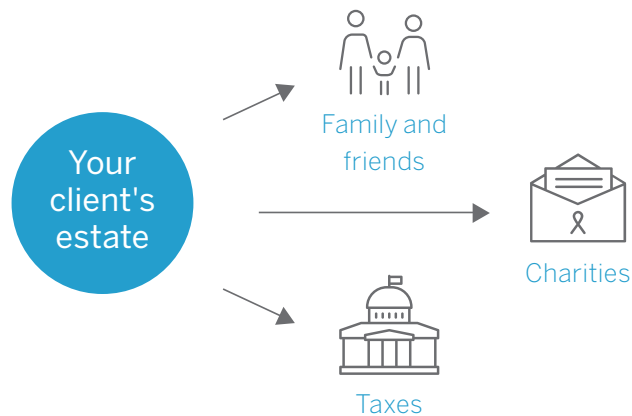 Your
client's
estate
Family and
friends
Charities
Taxes